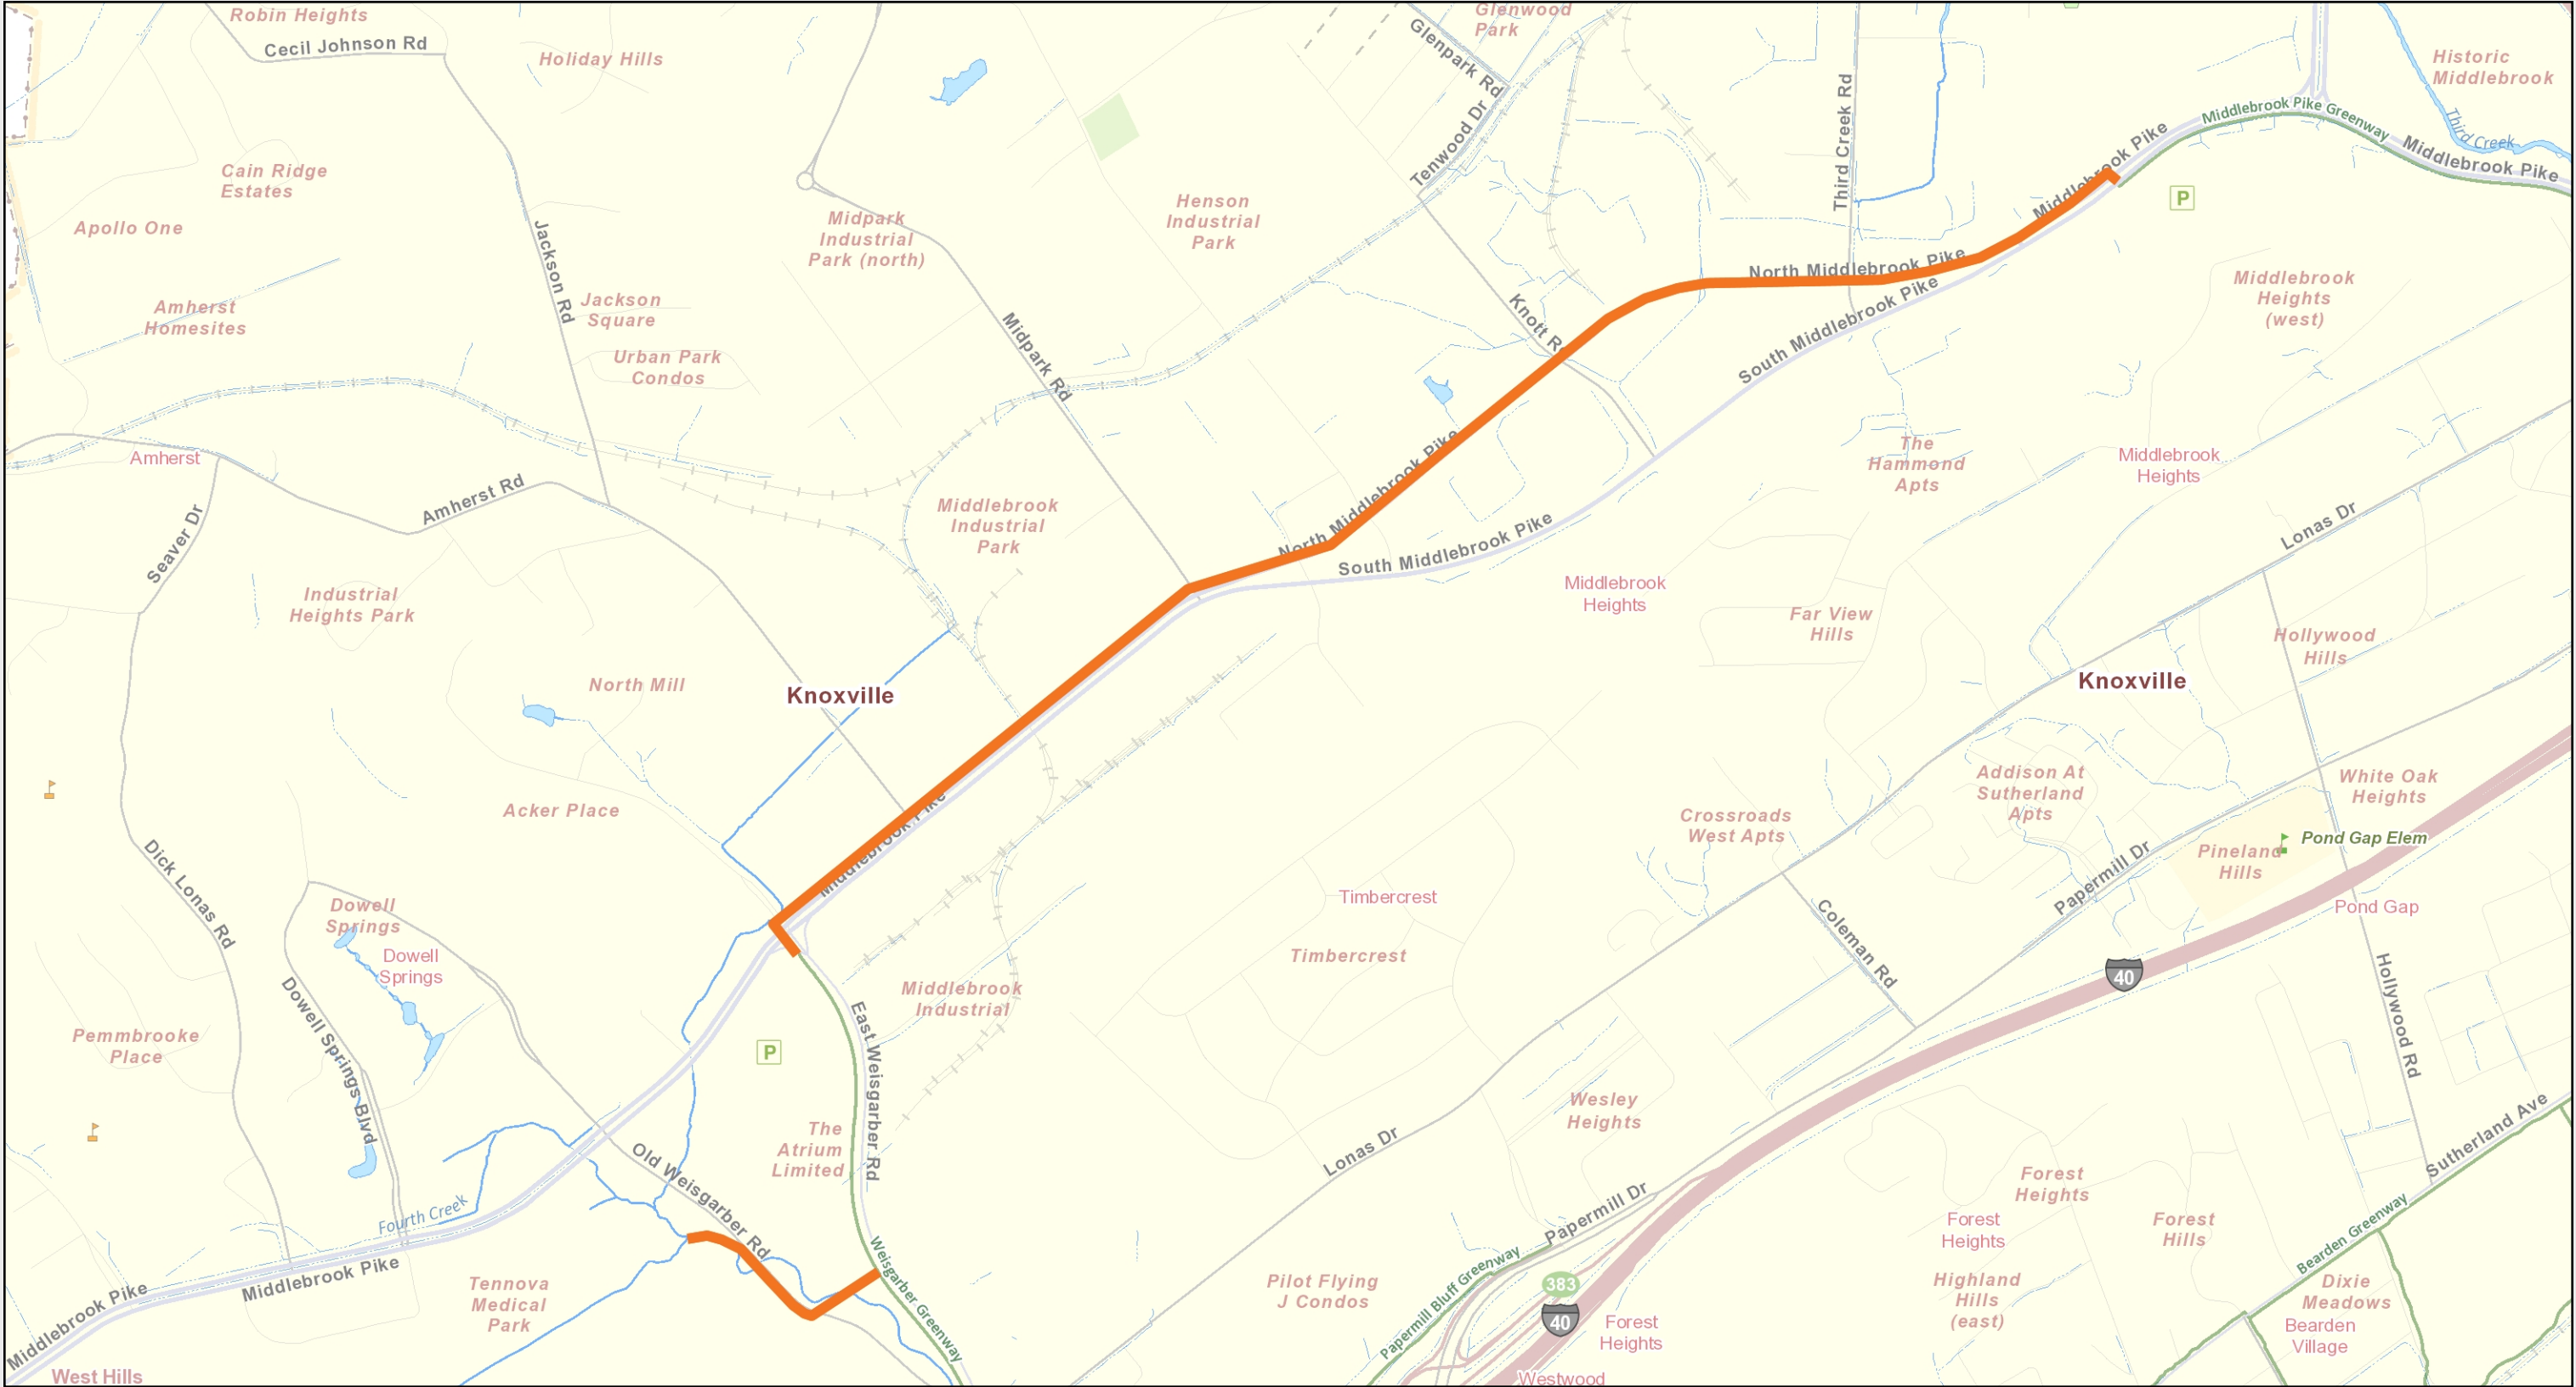 Robin Heights
Cecil Johnson Rd
Holiday Hills
Glenwood
Park
Glenpark Rd
Historic
Middlebrook
Third Creek Rd
Middlebrook Pike Greenway
Third Creek
Middlebrook Pike
Middlebrook Pike
Tenwood Dr
Cain Ridge
Estates
Apollo One
Henson
Industrial
Park
P
Midpark
Industrial
Park (north)
Jackson Rd
North Middlebrook Pike
Middlebrook
Heights
(west)
Amherst
Homesites
Jackson
Square
South Middlebrook Pike
Knott R
Midpark Rd
Urban Park
Condos
Amherst
Amherst Rd
Seaver Dr
The
Hammond
Apts
Middlebrook
Heights
North Middlebrook Pike
Middlebrook
Industrial
Park
South Middlebrook Pike
Lonas Dr
Industrial
Heights Park
Middlebrook
Heights
Far View
Hills
Hollywood
Hills
North Mill
Knoxville
Knoxville
Addison At
Sutherland
Apts
White Oak
Heights
Acker Place
Middlebrook Pike
Crossroads
West Apts
Pond Gap Elem
Pineland
Hills
Papermill Dr
Dick Lonas Rd
Dowell
Springs
Timbercrest
Pond Gap
Coleman Rd
Dowell
Springs
Timbercrest
40
Dowell Springs Blvd
Middlebrook
Industrial
Hollywood Rd
Pemmbrooke
Place
P
East Weisgarber Rd
Wesley
Heights
The
Atrium
Limited
Old Weisgarber Rd
Lonas Dr
Sutherland Ave
Forest
Heights
Papermill Dr
Fourth Creek
Forest
Heights
Forest
Hills
Bearden Greenway
Weisgarber Greenway
Middlebrook Pike
Middlebrook Pike
Tennova
Medical
Park
Pilot Flying
J Condos
Papermill Bluff Greenway
383
40
Forest
Heights
Highland
Hills
(east)
Dixie
Meadows
Bearden
Village
West Hills
Westwood